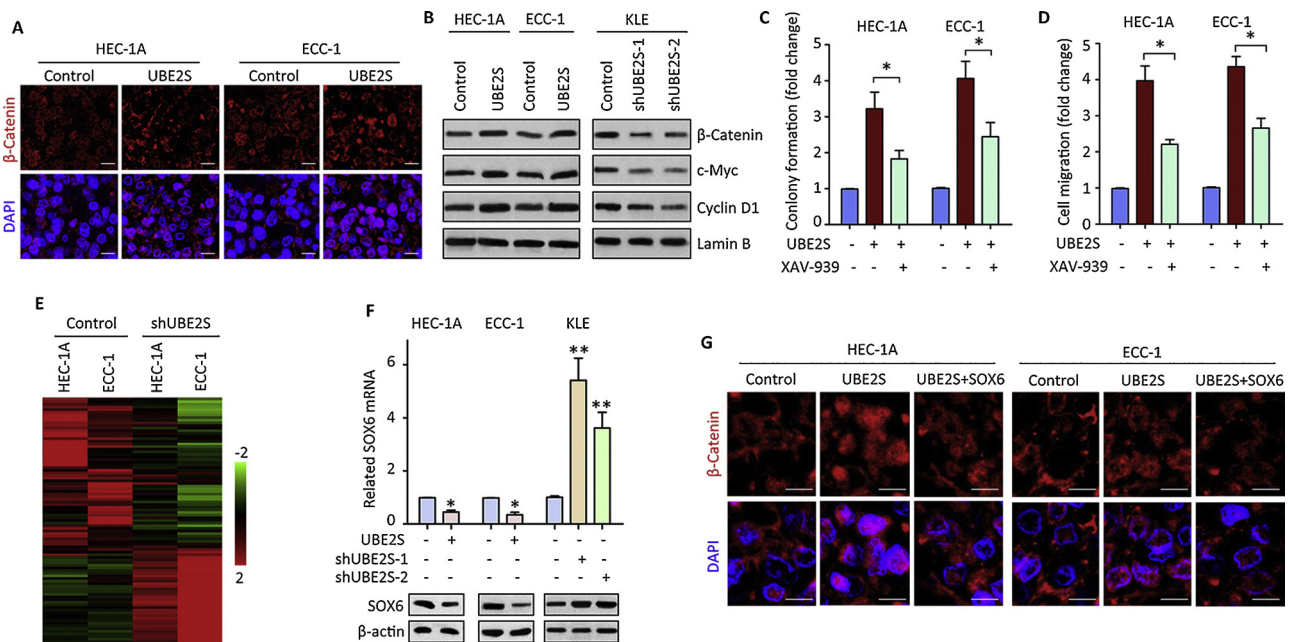 A
HEC-1A ECC-1
Control UBE2S Control UBE2S
β-Catenin
DAPI
B
HEC-1A ECC-1 KLE
Control UBE2S Control UBE2S Control shUBE2S-1 shUBE2S-2
β-Catenin
c-Myc
Cyclin D1
Lamin B
C
HEC-1A ECC-1
Conlony formation (fold change)
5
4
3
2
1
0
* *
UBE2S - + + - + +
XAV-939 - - + - - +
D
HEC-1A ECC-1
Cell migration (fold change)
5
4
3
2
1
0
* *
UBE2S - + + - + +
XAV-939 - - + - - +
E
Control shUBE2S
HEC-1A ECC-1 HEC-1A ECC-1
-2
2
F
HEC-1A ECC-1 KLE
Related SOX6 mRNA
6
4
2
0
* * ** **
UBE2S - + - + - - -
shUBE2S-1 - - - - - + -
shUBE2S-2 - - - - - - +
SOX6
β-actin
G
HEC-1A ECC-1
Control UBE2S UBE2S+SOX6 Control UBE2S UBE2S+SOX6
β-Catenin
DAPI